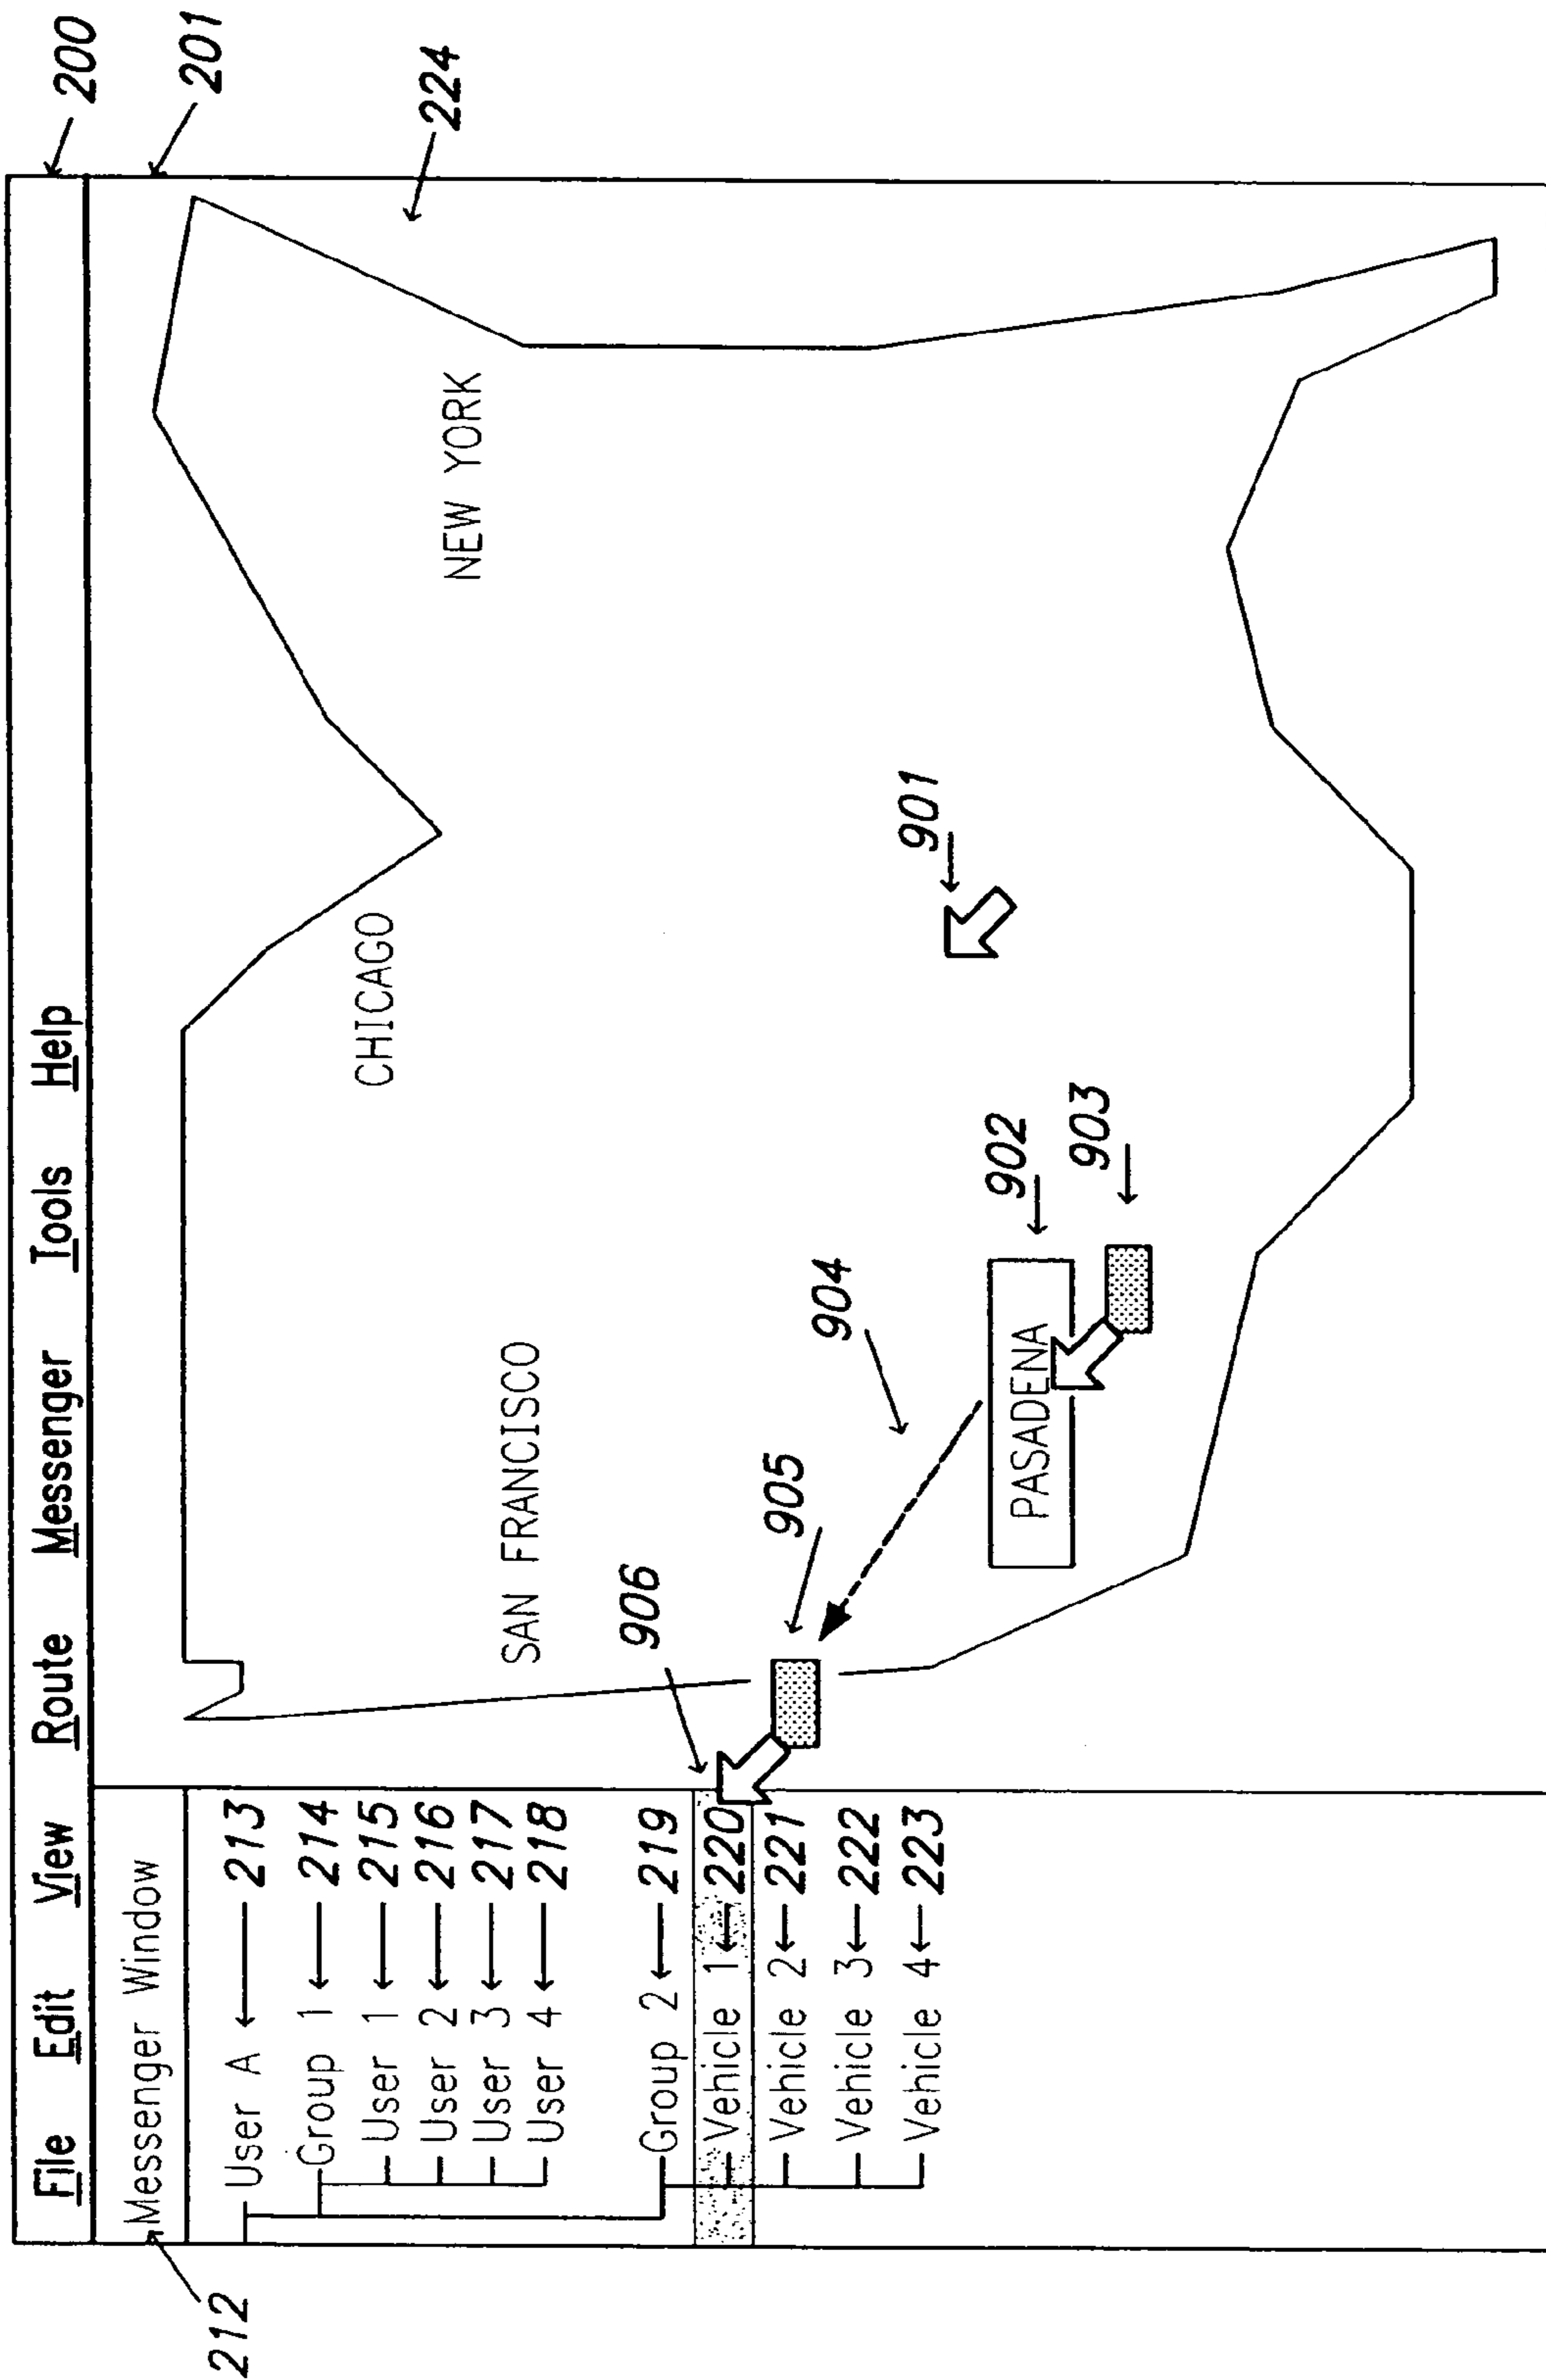 200
File Edit View Route Messenger Tools Help
201
212
Messenger Window
224
User A 213
Group 1 214
User 1 215
User 2 216
User 3 217
User 4 218
Group 2 219
Vehicle 1 220
Vehicle 2 221
Vehicle 3 222
Vehicle 4 223
CHICAGO
NEW YORK
SAN FRANCISCO
906
905
904
901
902
PASADENA
903